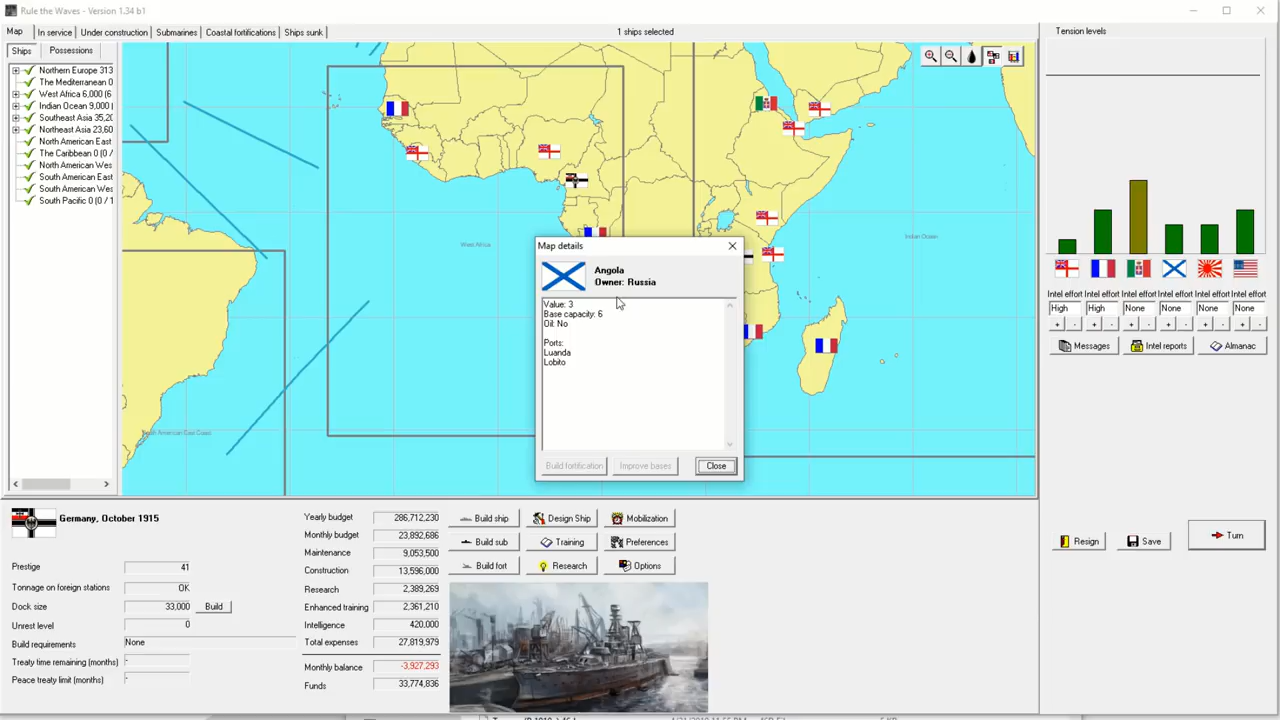 Rule the Waves - Version 1.34 b1
Map
In service
Under construction
Submarines
Coastal fortifications
Ships sunk
1 ships selected
Tension levels
Ships
Possessions
Northern Europe 313
The Mediterranean 0
West Africa 6,000 (6
Indian Ocean 9,000
Southeast Asia 35,20
Northeast Asia 23,60
North American East
The Caribbean 0 (0 /
North American Wes
South American East
South American Wes
South Pacific 0 (0 / 1
West Africa
Indian Ocean
North American East Coast
Map details
Angola
Owner: Russia
Value: 3
Base capacity: 6
Oil: No
Ports:
Luanda
Lobito
Build fortification
Improve bases
Close
Intel effort Intel effort Intel effort Intel effort Intel effort Intel effort
High High None None None None
+ - + - + - + - + - + -
Messages
Intel reports
Almanac
Germany, October 1915
Prestige 41
Tonnage on foreign stations OK
Dock size 33,000 Build
Unrest level 0
Build requirements None
Treaty time remaining (months) -
Peace treaty limit (months) -
Yearly budget 286,712,230
Monthly budget 23,892,686
Maintenance 9,053,500
Construction 13,596,000
Research 2,389,269
Enhanced training 2,361,210
Intelligence 420,000
Total expenses 27,819,979
Monthly balance -3,927,293
Funds 33,774,836
Build ship
Design Ship
Mobilization
Build sub
Training
Preferences
Build fort
Research
Options
Resign
Save
Turn